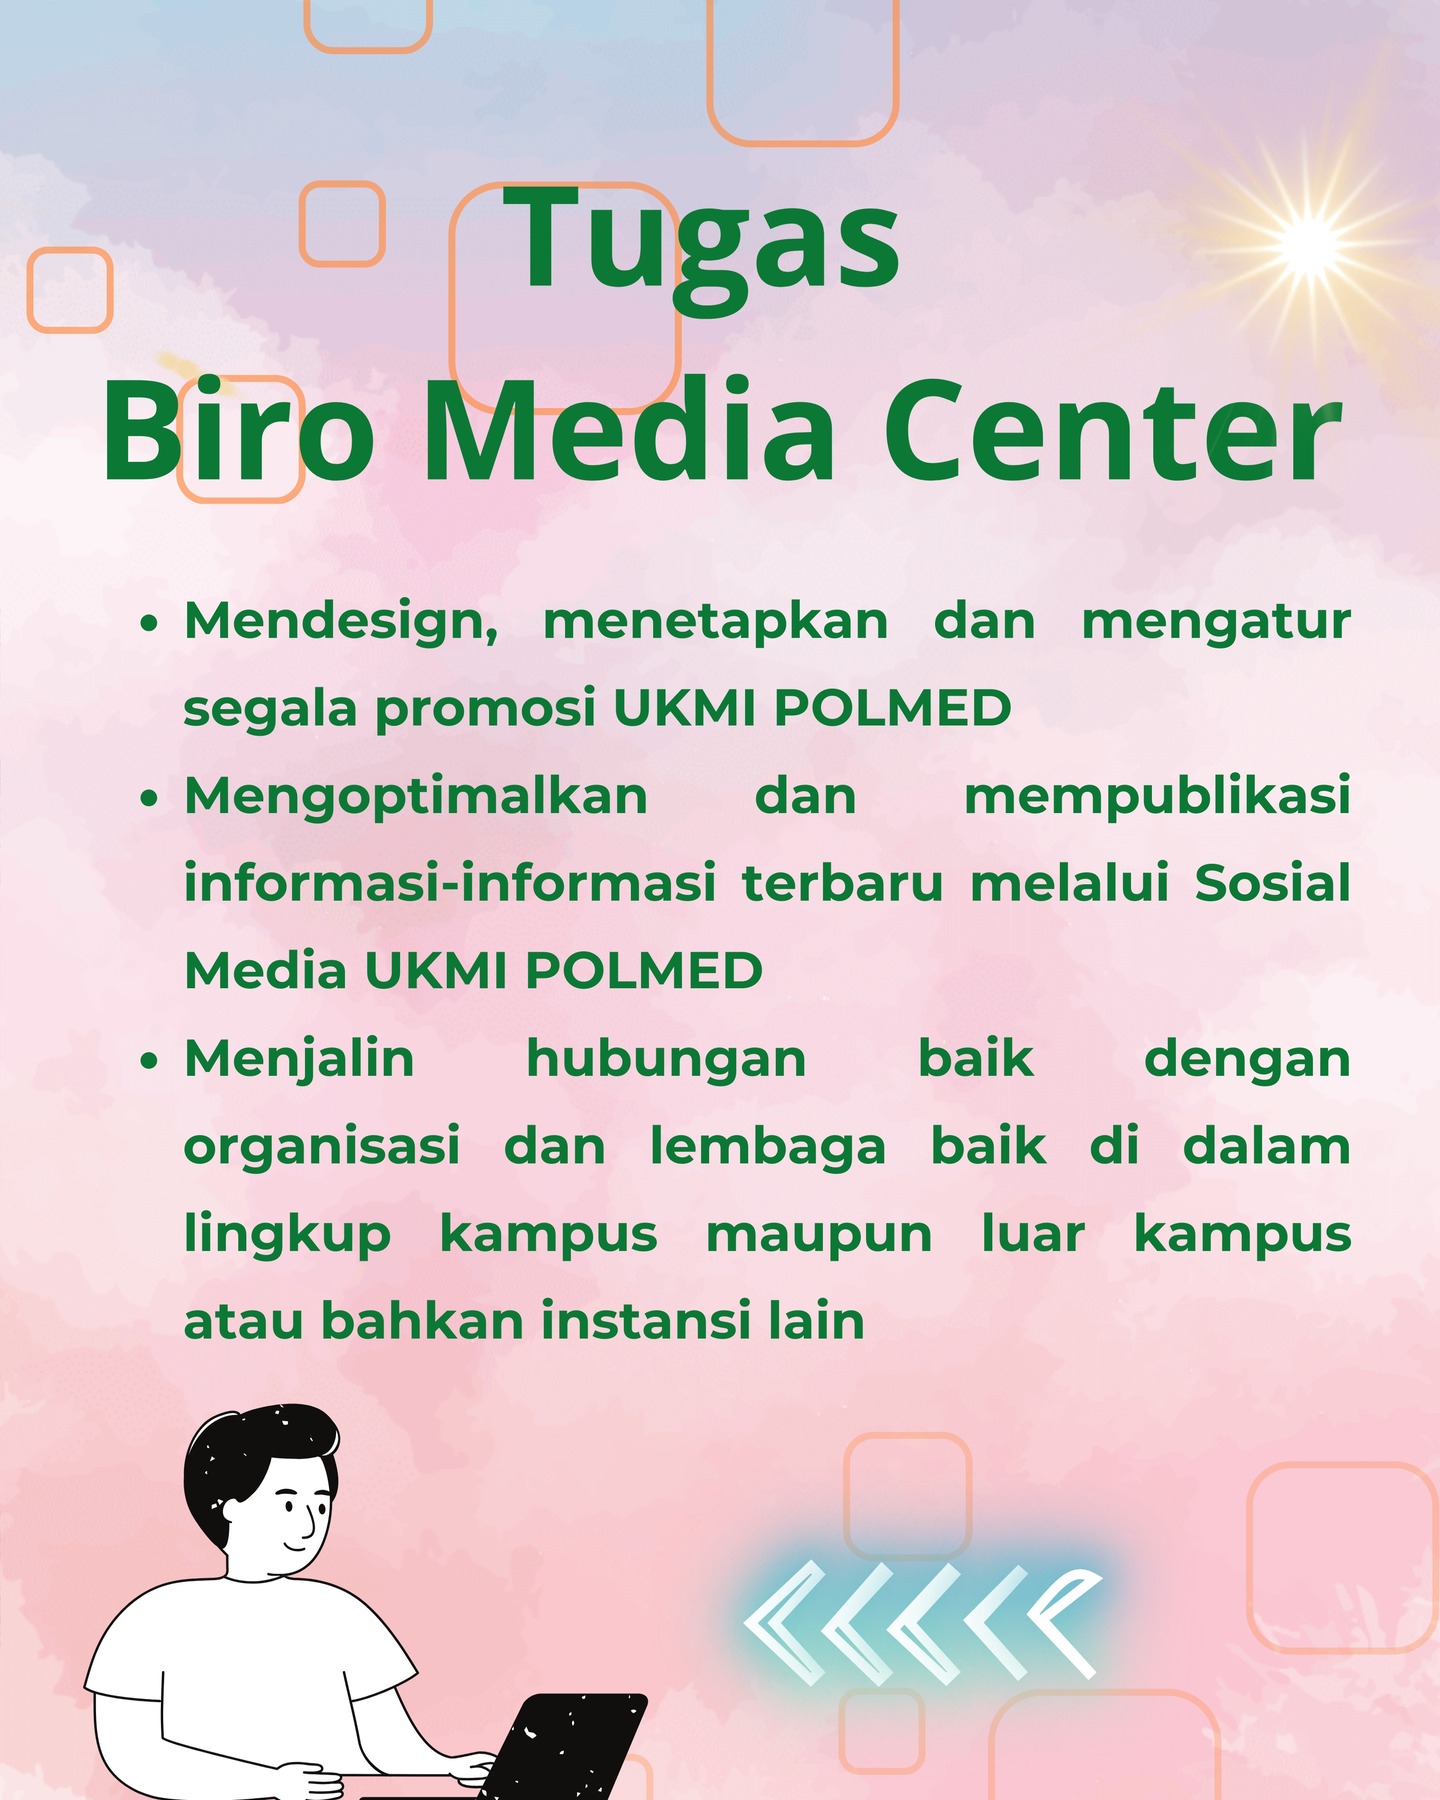 Tugas
Biro Media Center
• Mendesign, menetapkan dan mengatur
segala promosi UKMI POLMED
• Mengoptimalkan dan mempublikasi
informasi-informasi terbaru melalui Sosial
Media UKMI POLMED
• Menjalin hubungan baik dengan
organisasi dan lembaga baik di dalam
lingkup kampus maupun luar kampus
atau bahkan instansi lain